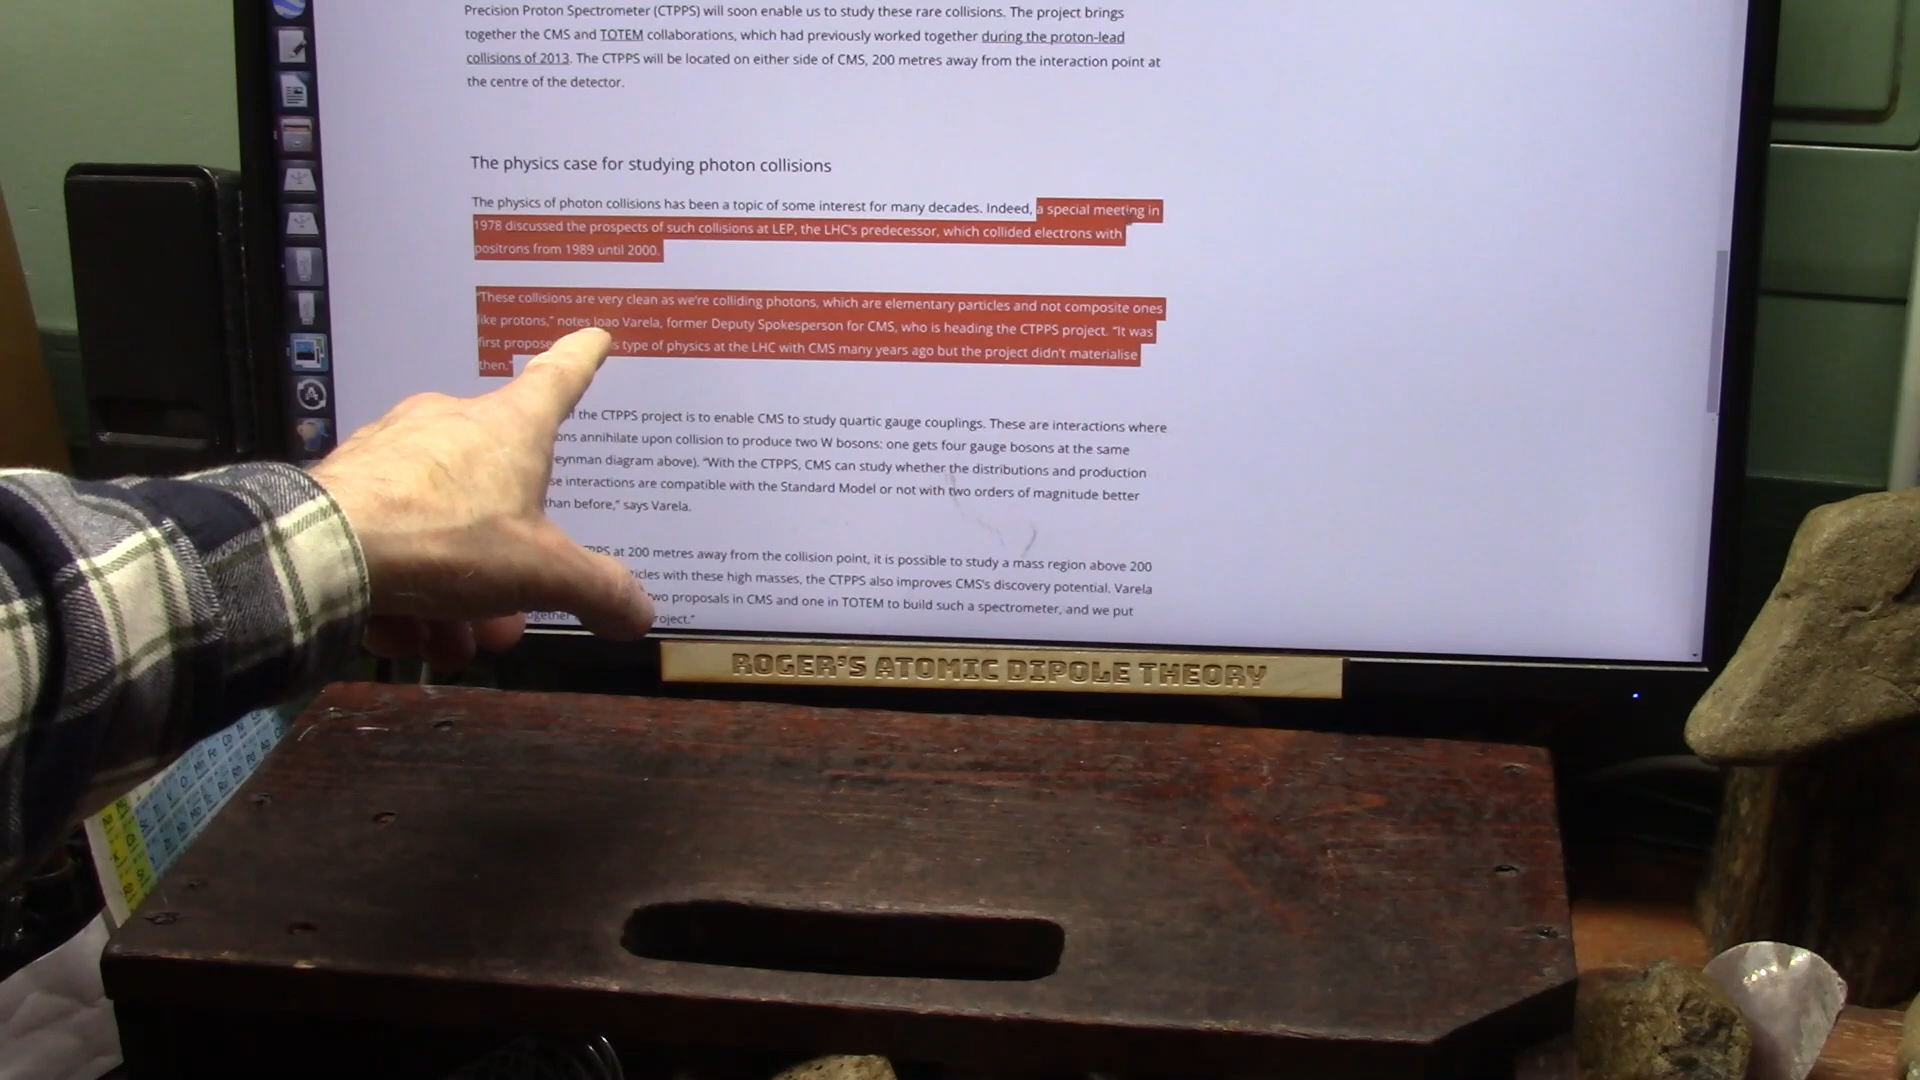 Precision Proton Spectrometer (CTPPS) will soon enable us to study these rare collisions. The project brings
together the CMS and TOTEM collaborations, which had previously worked together during the proton-lead
collisions of 2013. The CTPPS will be located on either side of CMS, 200 metres away from the interaction point at
the centre of the detector.
The physics case for studying photon collisions
The physics of photon collisions has been a topic of some interest for many decades. Indeed, a special meeting in
1978 discussed the prospects of such collisions at LEP, the LHC's predecessor, which collided electrons with
positrons from 1989 until 2000.
"These collisions are very clean as we're colliding photons, which are elementary particles and not composite ones
like protons," notes Joao Varela, former Deputy Spokesperson for CMS, who is heading the CTPPS project. "It was
first type of physics at the LHC with CMS many years ago but the project didn't materialise
then."
the CTPPS project is to enable CMS to study quartic gauge couplings. These are interactions where
annihilate upon collision to produce two W bosons: one gets four gauge bosons at the same
diagram above). "With the CTPPS, CMS can study whether the distributions and production
interactions are compatible with the Standard Model or not with two orders of magnitude better
than before," says Varela.
at 200 metres away from the collision point, it is possible to study a mass region above 200
with these high masses, the CTPPS also improves CMS's discovery potential. Varela
two proposals in CMS and one in TOTEM to build such a spectrometer, and we put
ROGER'S ATOMIC DIPOLE THEORY